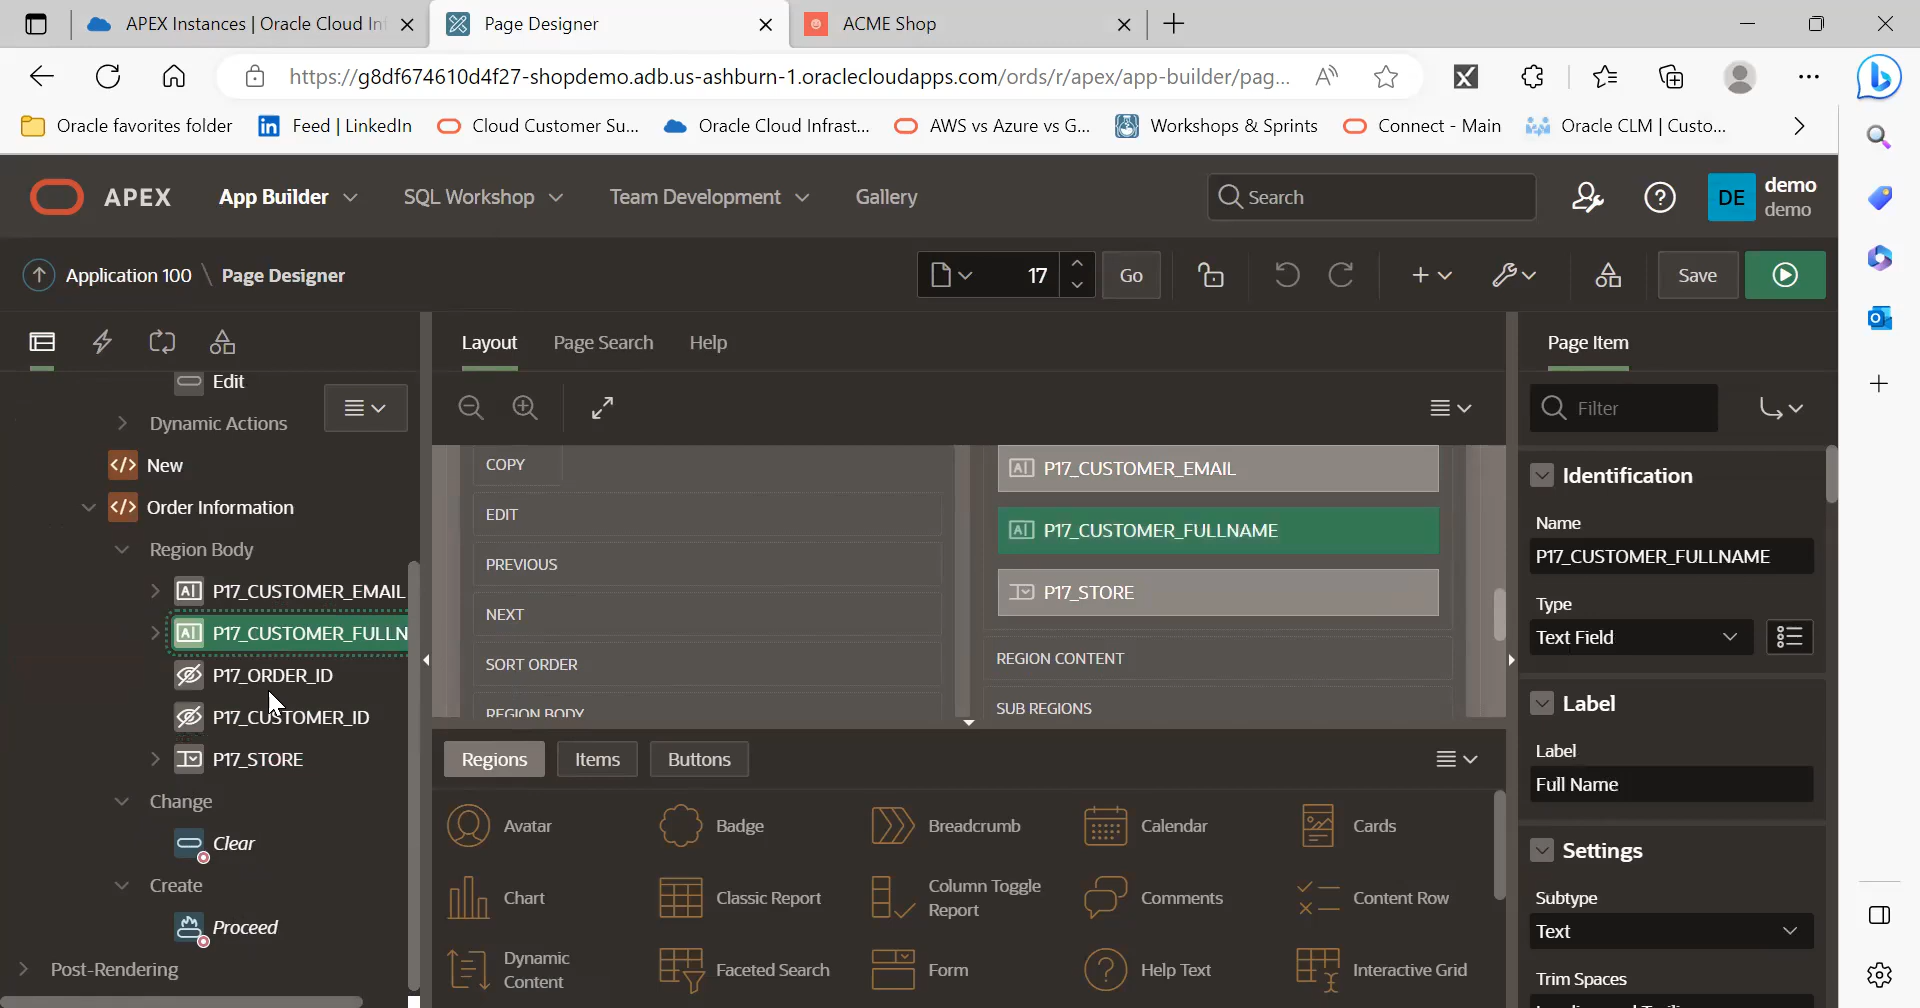 APEX Instances | Oracle Cloud In
Page Designer
ACME Shop
https://g8df674610d4f27-shopdemo.adb.us-ashburn-1.oraclecloudapps.com/ords/r/apex/app-builder/pag...
Oracle favorites folder
Feed | LinkedIn
Cloud Customer Su...
Oracle Cloud Infrast...
AWS vs Azure vs G...
Workshops & Sprints
Connect - Main
Oracle CLM | Custo...
APEX
App Builder
SQL Workshop
Team Development
Gallery
Search
DE
demo
demo
Application 100 \ Page Designer
17
Go
Save
Edit
Dynamic Actions
New
Order Information
Region Body
P17_CUSTOMER_EMAIL
P17_CUSTOMER_FULLN
P17_ORDER_ID
P17_CUSTOMER_ID
P17_STORE
Change
Clear
Create
Proceed
Post-Rendering
Layout
Page Search
Help
COPY
EDIT
PREVIOUS
NEXT
SORT ORDER
REGION BODY
P17_CUSTOMER_EMAIL
P17_CUSTOMER_FULLNAME
P17_STORE
REGION CONTENT
SUB REGIONS
Regions
Items
Buttons
Avatar
Badge
Breadcrumb
Calendar
Cards
Chart
Classic Report
Column Toggle
Report
Comments
Content Row
Dynamic
Content
Faceted Search
Form
Help Text
Interactive Grid
Page Item
Filter
Identification
Name
P17_CUSTOMER_FULLNAME
Type
Text Field
Label
Label
Full Name
Settings
Subtype
Text
Trim Spaces